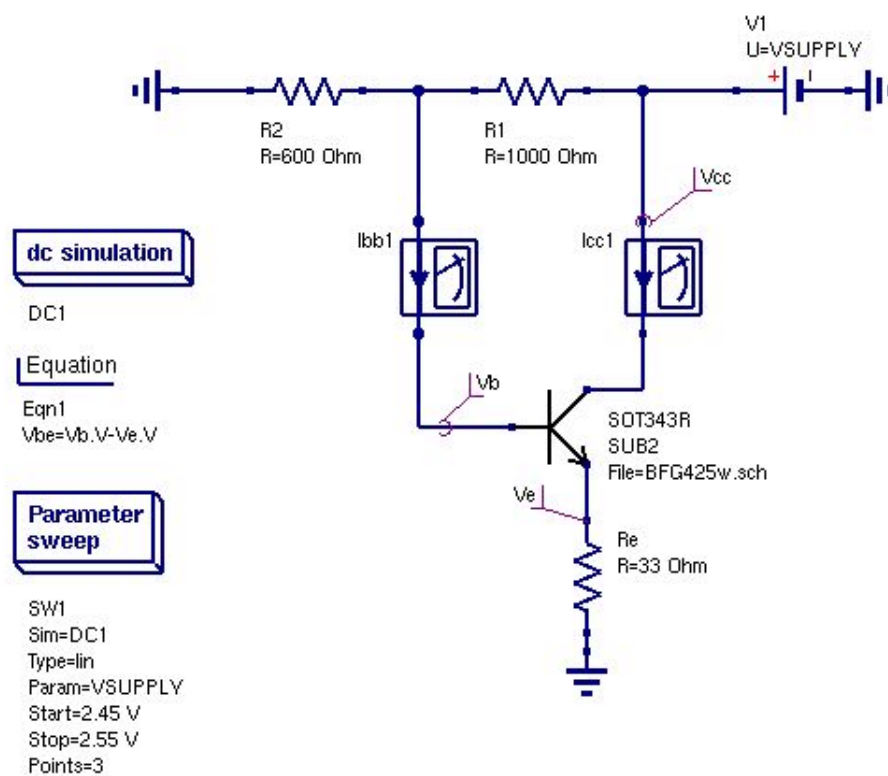 V1
U=VSUPPLY
+
R2
R=600 Ohm
R1
R=1000 Ohm
Vcc
Ibb1
Icc1
dc simulation
DC1
Equation
Eqn1
Vbe=Vb.V-Ve.V
Vb
SOT343R
SUB2
File=BFG425w.sch
Ve
Re
R=33 Ohm
Parameter
sweep
SW1
Sim=DC1
Type=lin
Param=VSUPPLY
Start=2.45 V
Stop=2.55 V
Points=3